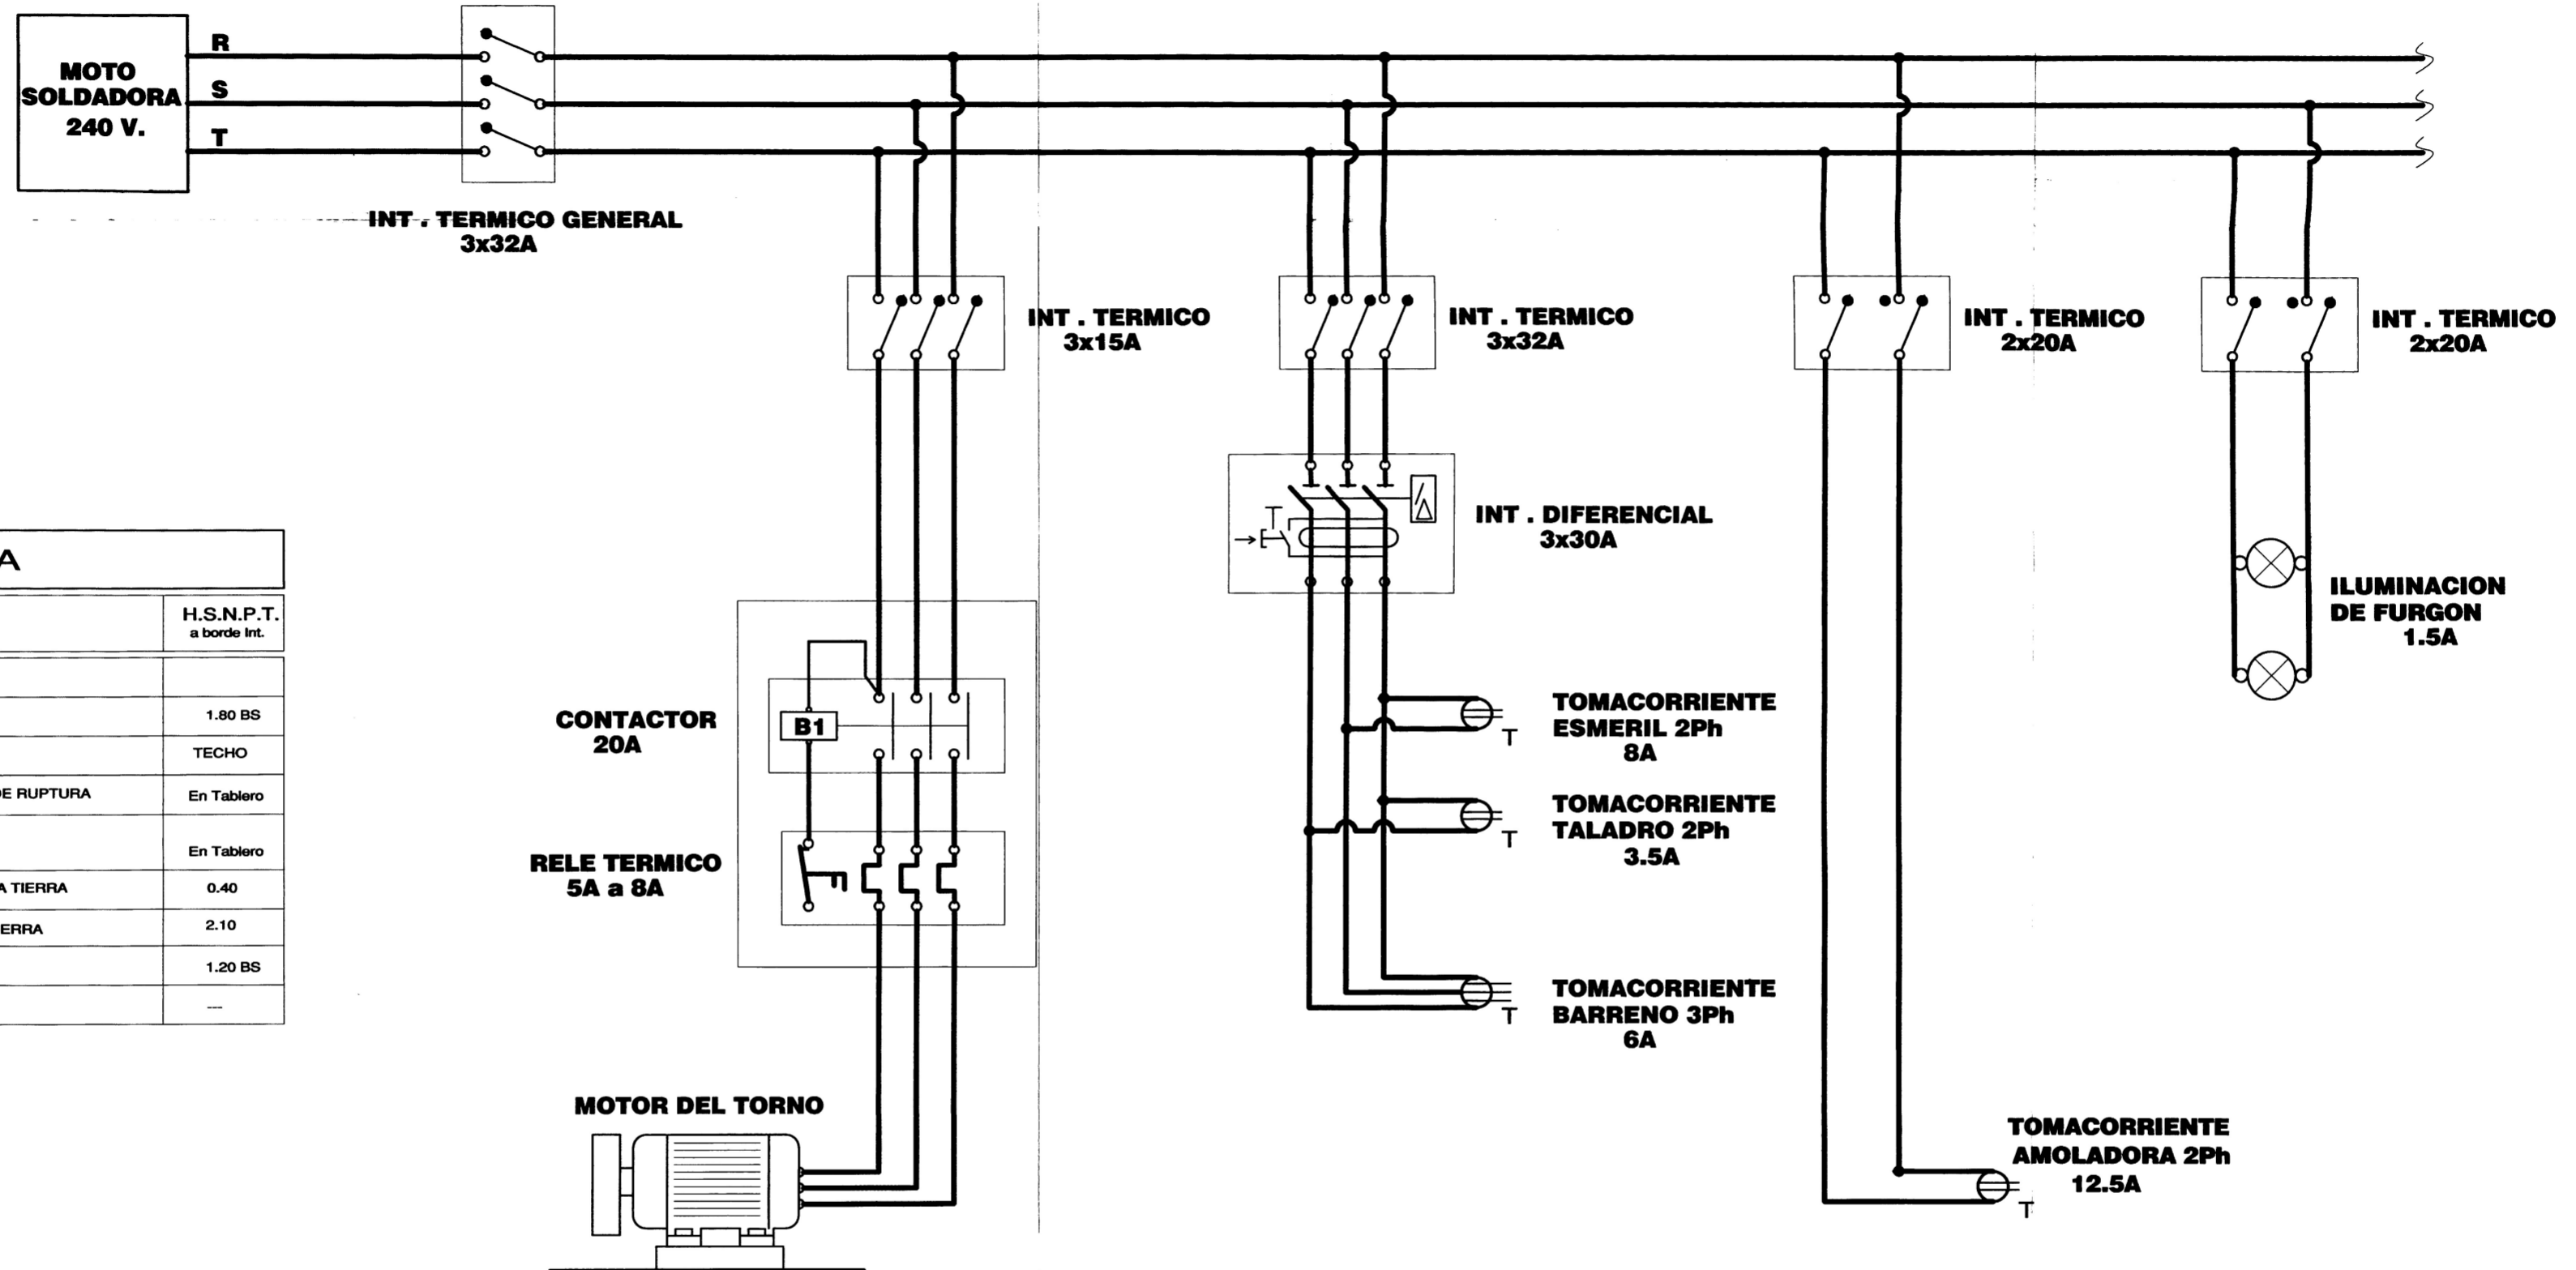 MOTO
SOLDADORA
240 V.
R
S
T
INT . TERMICO GENERAL
3x32A
INT . TERMICO
3x15A
INT . TERMICO
3x32A
INT . TERMICO
2x20A
INT . TERMICO
2x20A
INT . DIFERENCIAL
3x30A
T
A
H.S.N.P.T.
a borde Int.
1.80 BS
TECHO
DE RUPTURA
En Tablero
En Tablero
A TIERRA
0.40
ERRA
2.10
1.20 BS
---
CONTACTOR
20A
B1
RELE TERMICO
5A a 8A
MOTOR DEL TORNO
TOMACORRIENTE
ESMERIL 2Ph
8A
T
TOMACORRIENTE
TALADRO 2Ph
3.5A
T
TOMACORRIENTE
BARRENO 3Ph
6A
T
ILUMINACION
DE FURGON
1.5A
TOMACORRIENTE
AMOLADORA 2Ph
12.5A
T